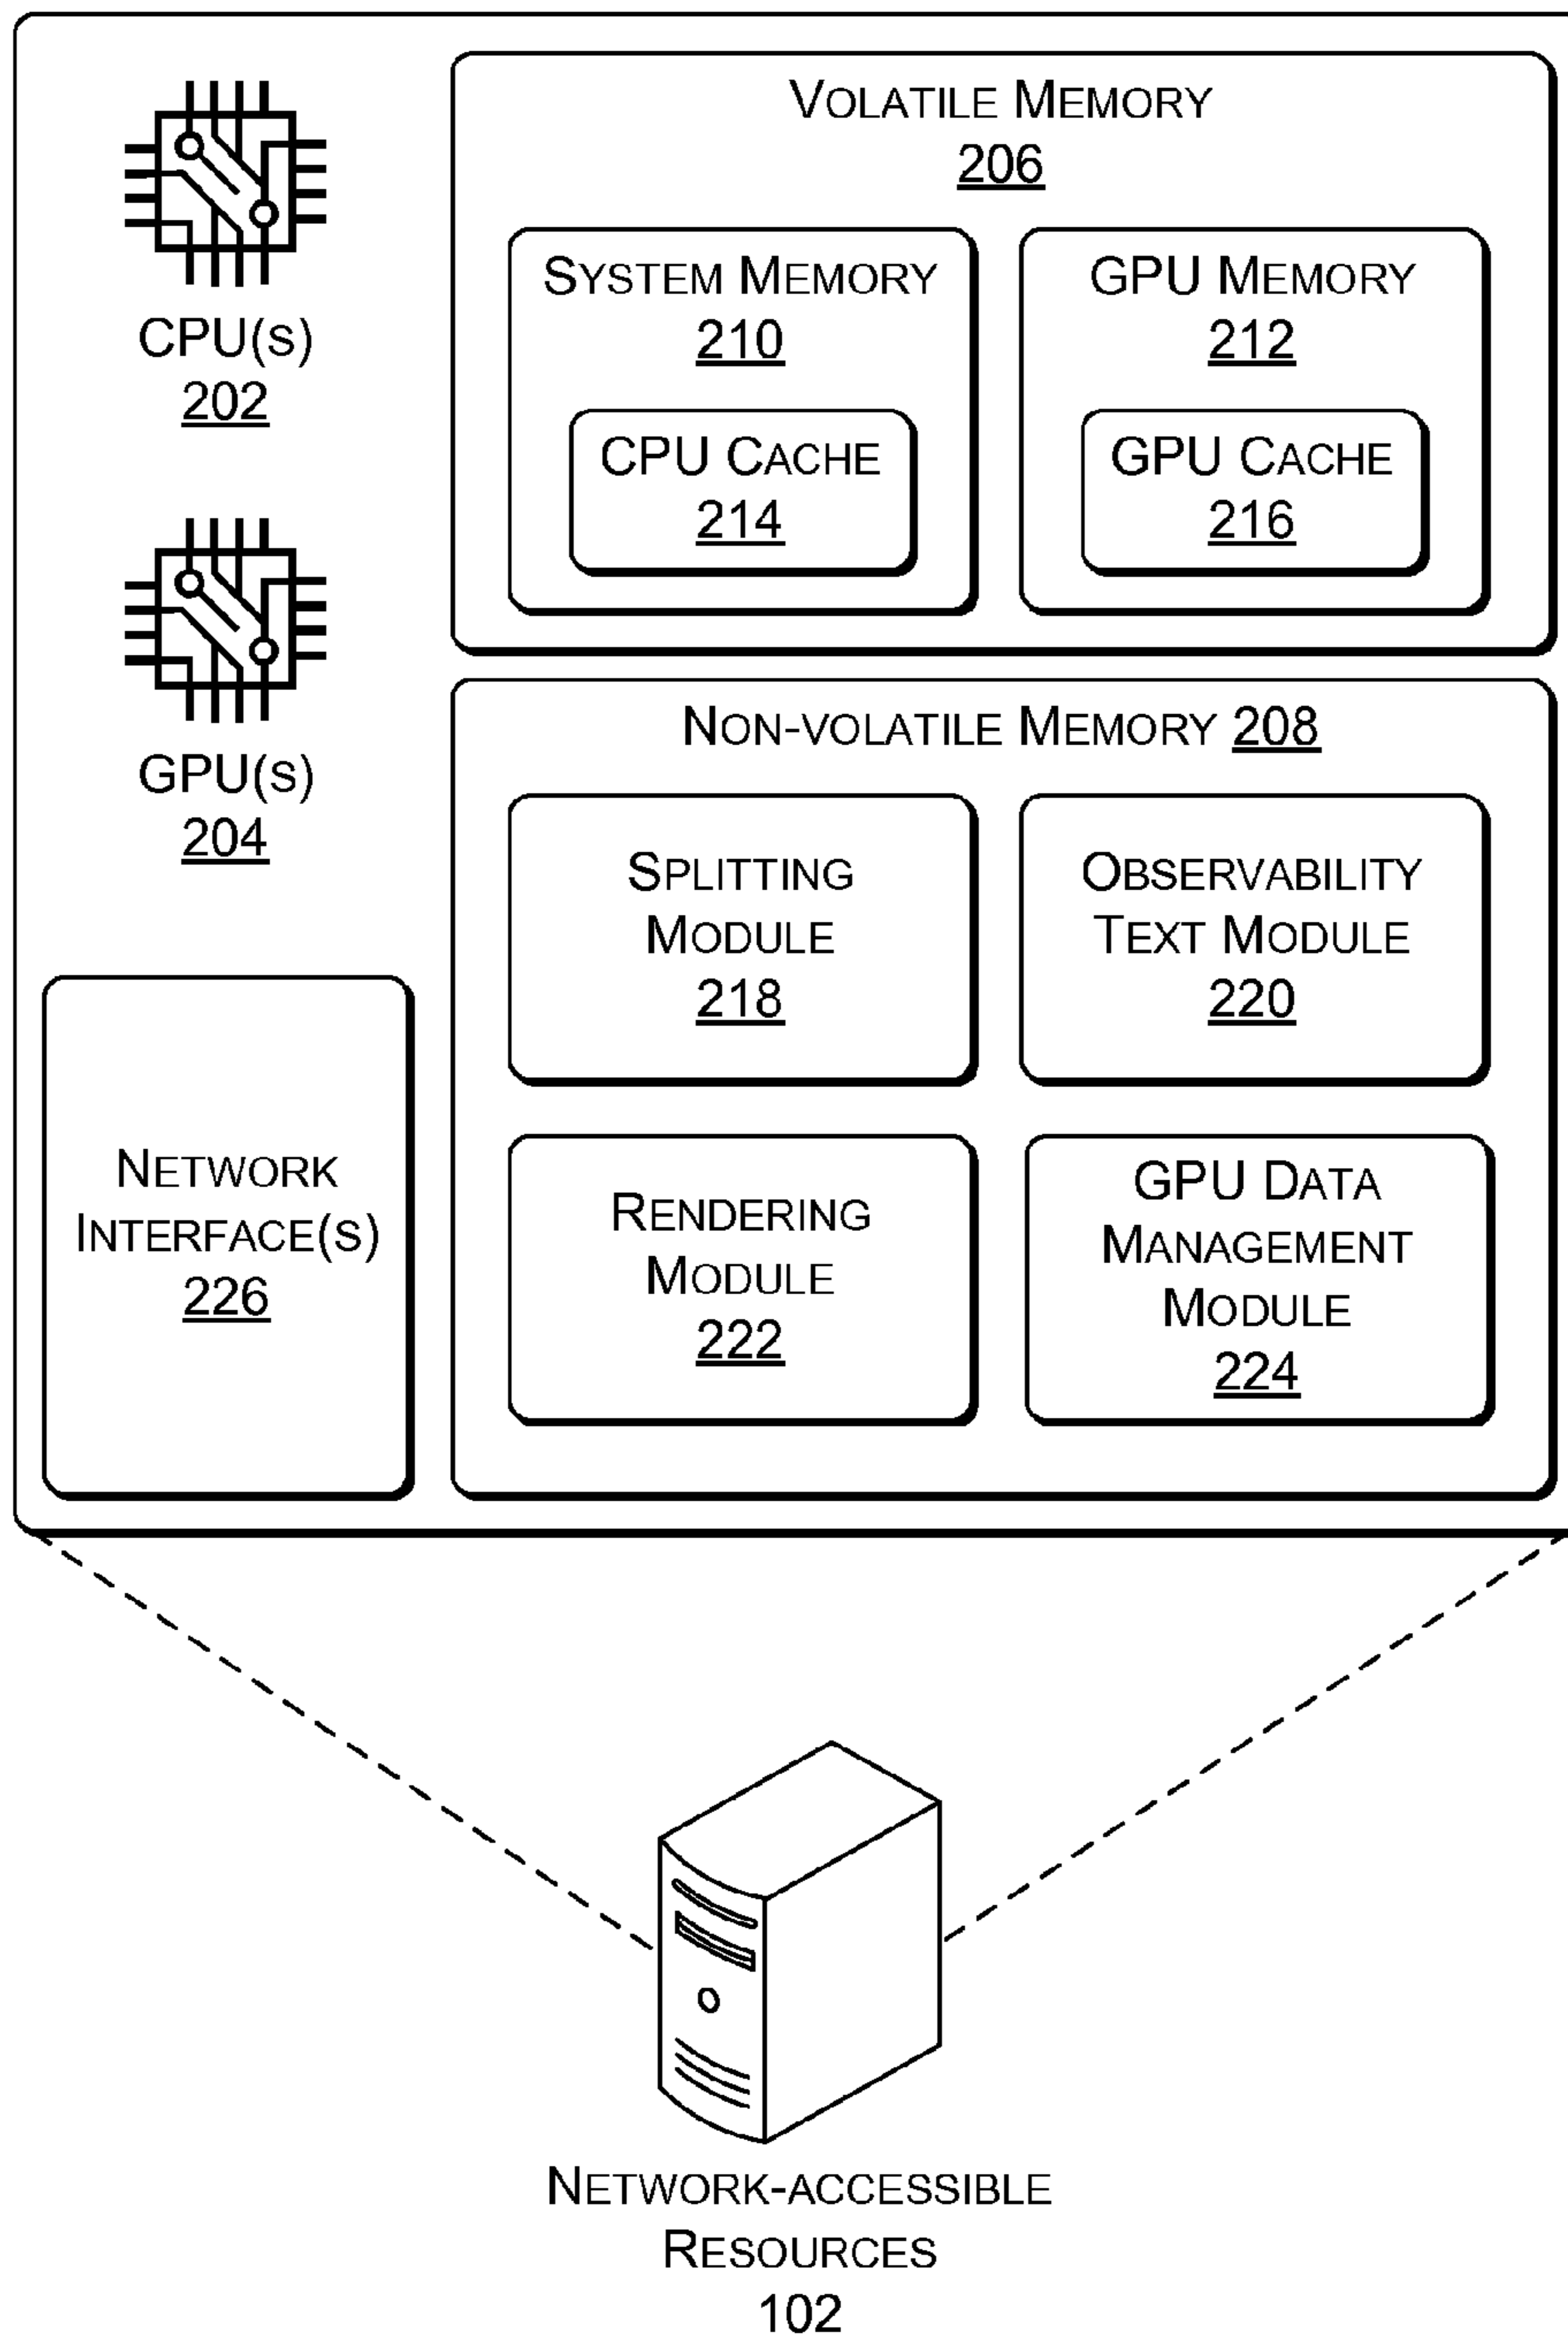 CPU(s)
202
GPU(s)
204
Network
Interface(s)
226
Volatile Memory
206
System Memory
210
CPU Cache
214
GPU Memory
212
GPU Cache
216
Non-volatile Memory 208
Splitting
Module
218
Observability
Text Module
220
Rendering
Module
222
GPU Data
Management
Module
224
Network-accessible
Resources
102